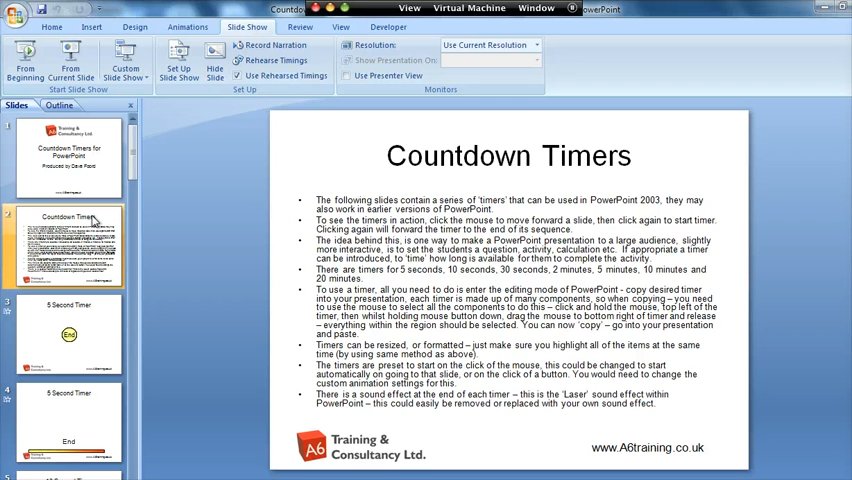 View Virtual Machine Window
Countdow
PowerPoint
Home Insert Design Animations Slide Show Review View Developer
From Beginning
From Current Slide
Custom Slide Show
Set Up Slide Show
Hide Slide
Record Narration
Rehearse Timings
Use Rehearsed Timings
Resolution: Use Current Resolution
Show Presentation On:
Use Presenter View
Start Slide Show Set Up Monitors
Slides Outline
1
A6 Training & Consultancy Ltd.
Countdown Timers for
PowerPoint
Produced by Dave Foord
2
Countdown Timers
3
5 Second Timer
End
4
5 Second Timer
End
5
Countdown Timers
• The following slides contain a series of 'timers' that can be used in PowerPoint 2003, they may
also work in earlier versions of PowerPoint.
• To see the timers in action, click the mouse to move forward a slide, then click again to start timer.
Clicking again will forward the timer to the end of its sequence.
• The idea behind this, is one way to make a PowerPoint presentation to a large audience, slightly
more interactive, is to set the students a question, activity, calculation etc. If appropriate a timer
can be introduced, to 'time' how long is available for them to complete the activity.
• There are timers for 5 seconds, 10 seconds, 30 seconds, 2 minutes, 5 minutes, 10 minutes and
20 minutes.
• To use a timer, all you need to do is enter the editing mode of PowerPoint - copy desired timer
into your presentation, each timer is made up of many components, so when copying – you need
to use the mouse to select all the components to do this – click and hold the mouse, top left of the
timer, then whilst holding mouse button down, drag the mouse to bottom right of timer and release
– everything within the region should be selected. You can now 'copy' – go into your presentation
and paste.
• Timers can be resized, or formatted – just make sure you highlight all of the items at the same
time (by using same method as above).
• The timers are preset to start on the click of the mouse, this could be changed to start
automatically on going to that slide, or on the click of a button. You would need to change the
custom animation settings for this.
• There is a sound effect at the end of each timer – this is the 'Laser' sound effect within
PowerPoint – this could easily be removed or replaced with your own sound effect.
A6 Training &
Consultancy Ltd.
www.A6training.co.uk